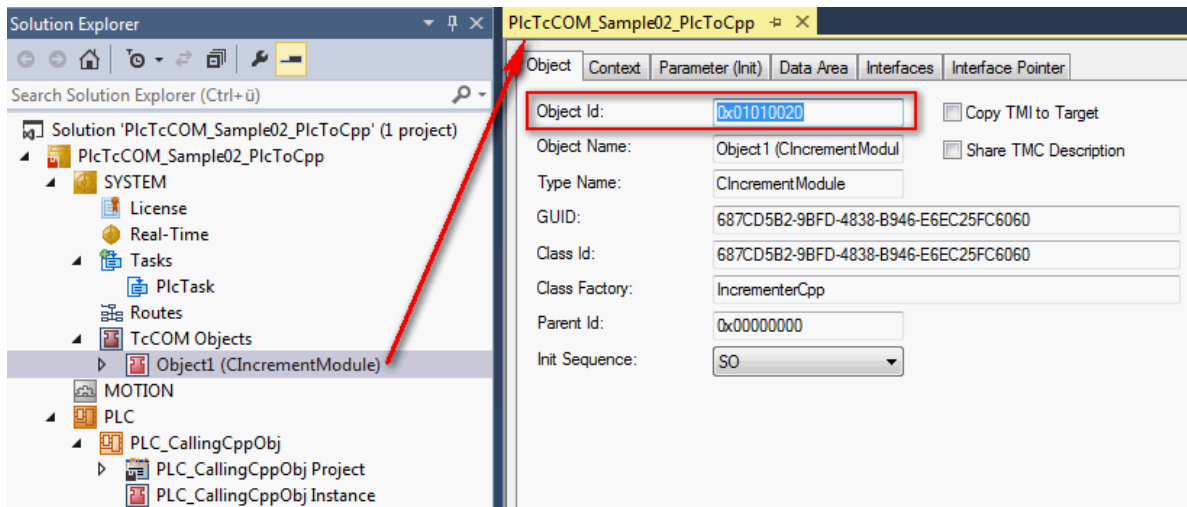 Solution Explorer
Search Solution Explorer (Ctrl+ü)
Solution 'PlcTcCOM_Sample02_PlcToCpp' (1 project)
PlcTcCOM_Sample02_PlcToCpp
SYSTEM
License
Real-Time
Tasks
PlcTask
Routes
TcCOM Objects
Object1 (CIncrementModule)
MOTION
PLC
PLC_CallingCppObj
PLC_CallingCppObj Project
PLC_CallingCppObj Instance
PlcTcCOM_Sample02_PlcToCpp
Object Context Parameter (Init) Data Area Interfaces Interface Pointer
Object Id: 0x01010020 Copy TMI to Target
Object Name: Object1 (CIncrementModul Share TMC Description
Type Name: CIncrementModule
GUID: 687CD5B2-9BFD-4838-B946-E6EC25FC6060
Class Id: 687CD5B2-9BFD-4838-B946-E6EC25FC6060
Class Factory: IncrementerCpp
Parent Id: 0x00000000
Init Sequence: SO